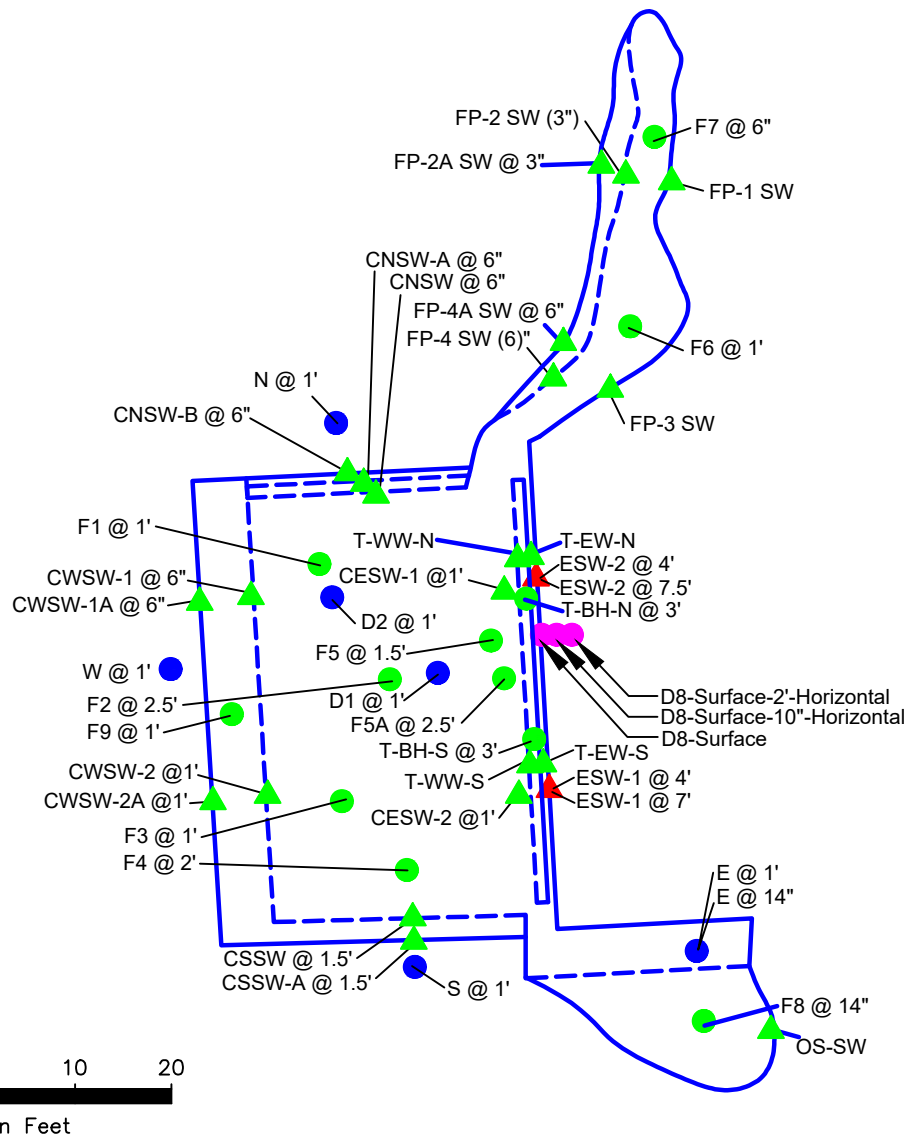 FP-2 SW (3")
F7 @ 6"
FP-2A SW @ 3"
FP-1 SW
CNSW-A @ 6"
CNSW @ 6"
FP-4A SW @ 6"
FP-4 SW (6)"
F6 @ 1'
N @ 1'
CNSW-B @ 6"
FP-3 SW
F1 @ 1'
T-WW-N
T-EW-N
ESW-2 @ 4'
CWSW-1 @ 6"
CESW-1 @1'
ESW-2 @ 7.5'
CWSW-1A @ 6"
T-BH-N @ 3'
D2 @ 1'
F5 @ 1.5'
W @ 1'
D8-Surface-2'-Horizontal
F2 @ 2.5'
D1 @ 1'
D8-Surface-10"-Horizontal
F9 @ 1'
F5A @ 2.5'
D8-Surface
T-BH-S @ 3'
T-EW-S
CWSW-2 @1'
T-WW-S
ESW-1 @ 4'
CWSW-2A @1'
ESW-1 @ 7'
CESW-2 @1'
F3 @ 1'
F4 @ 2'
E @ 1'
E @ 14"
CSSW @ 1.5'
CSSW-A @ 1.5'
S @ 1'
F8 @ 14"
OS-SW
10
20
n Feet